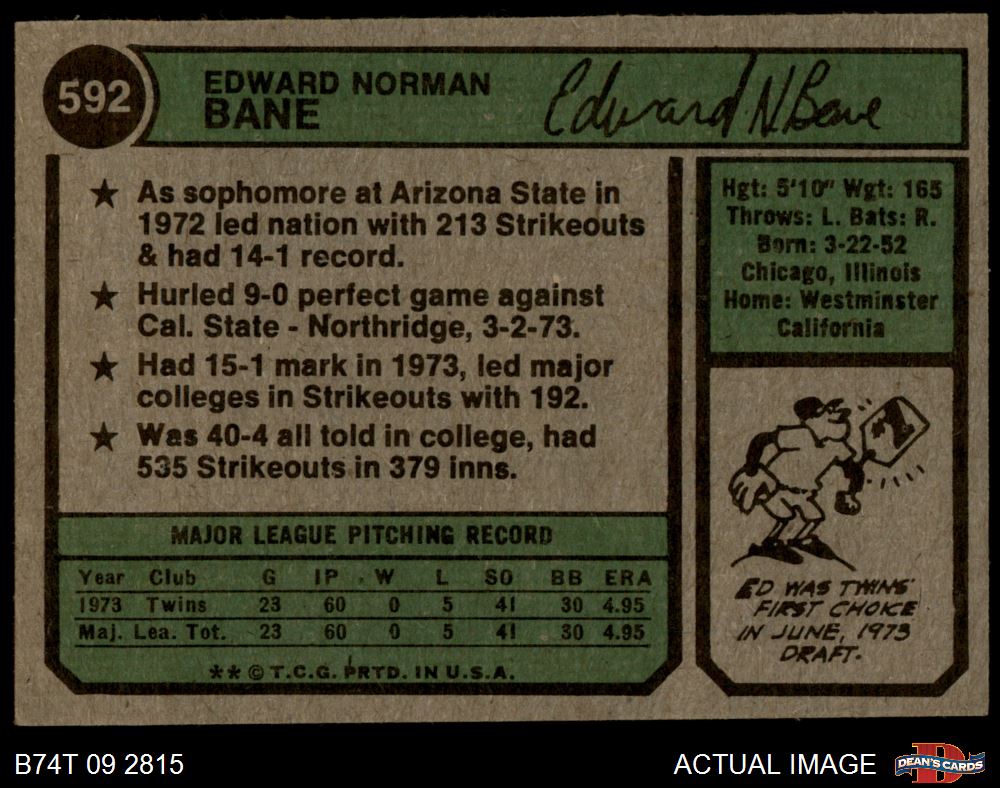 592
EDWARD NORMAN
BANE
Edward N Bane
★ As sophomore at Arizona State in
1972 led nation with 213 Strikeouts
& had 14-1 record.
★ Hurled 9-0 perfect game against
Cal. State - Northridge, 3-2-73.
★ Had 15-1 mark in 1973, led major
colleges in Strikeouts with 192.
★ Was 40-4 all told in college, had
535 Strikeouts in 379 inns.
Hgt: 5'10" Wgt: 165
Throws: L. Bats: R.
Born: 3-22-52
Chicago, Illinois
Home: Westminster
California
#1
ED WAS TWINS'
FIRST CHOICE
IN JUNE, 1973
DRAFT.
MAJOR LEAGUE PITCHING RECORD
Year Club G IP W L SO BB ERA
1973 Twins 23 60 0 5 41 30 4.95
Maj. Lea. Tot. 23 60 0 5 41 30 4.95
** © T.C.G. PRTD. IN U.S.A.
B74T 09 2815
ACTUAL IMAGE
DEAN'S CARDS